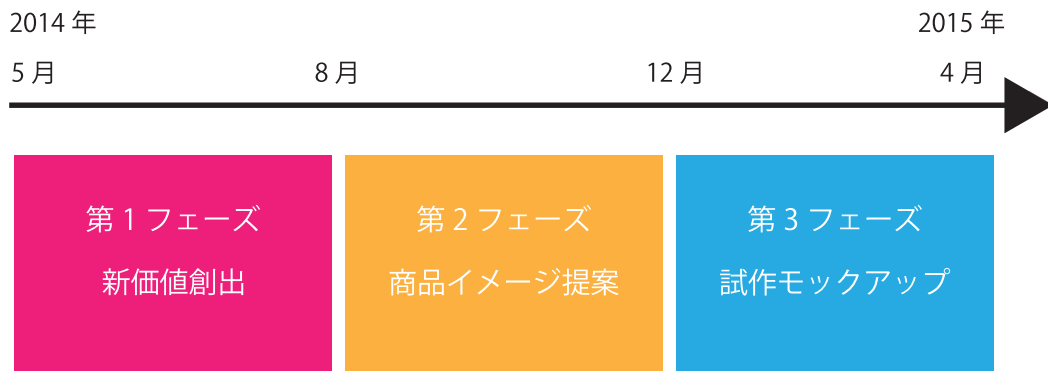 2014 年
2015 年
5 月
8 月
12 月
4 月
第 1 フェーズ
新価値創出
第 2 フェーズ
商品イメージ提案
第 3 フェーズ
試作モックアップ